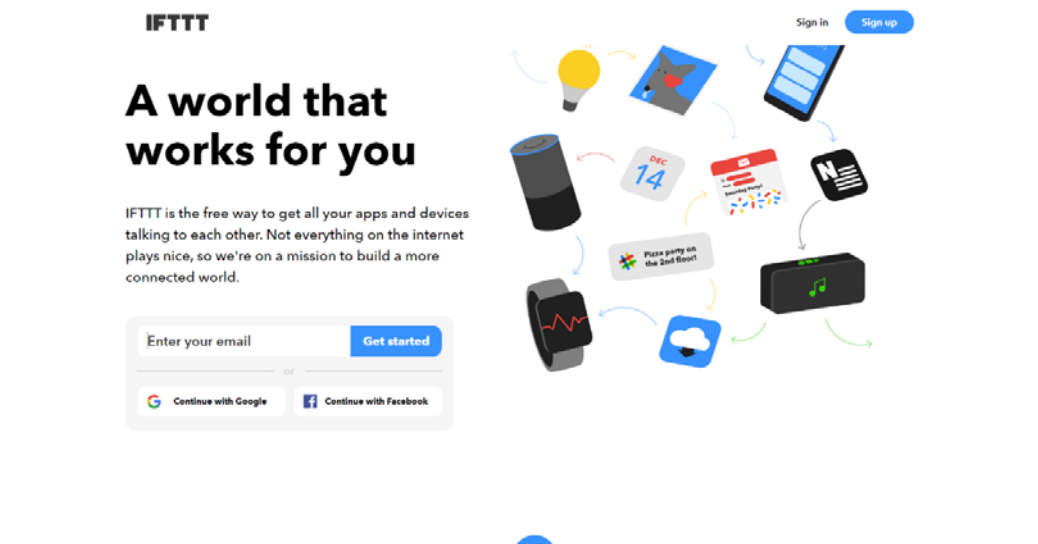 IFTTT
Sign in
Sign up
A world that
works for you
IFTTT is the free way to get all your apps and devices
talking to each other. Not everything on the internet
plays nice, so we're on a mission to build a more
connected world.
Enter your email
Get started
or
Continue with Google
Continue with Facebook
DEC
14
Saturday Party!
N
Pizza party on
the 2nd floor!